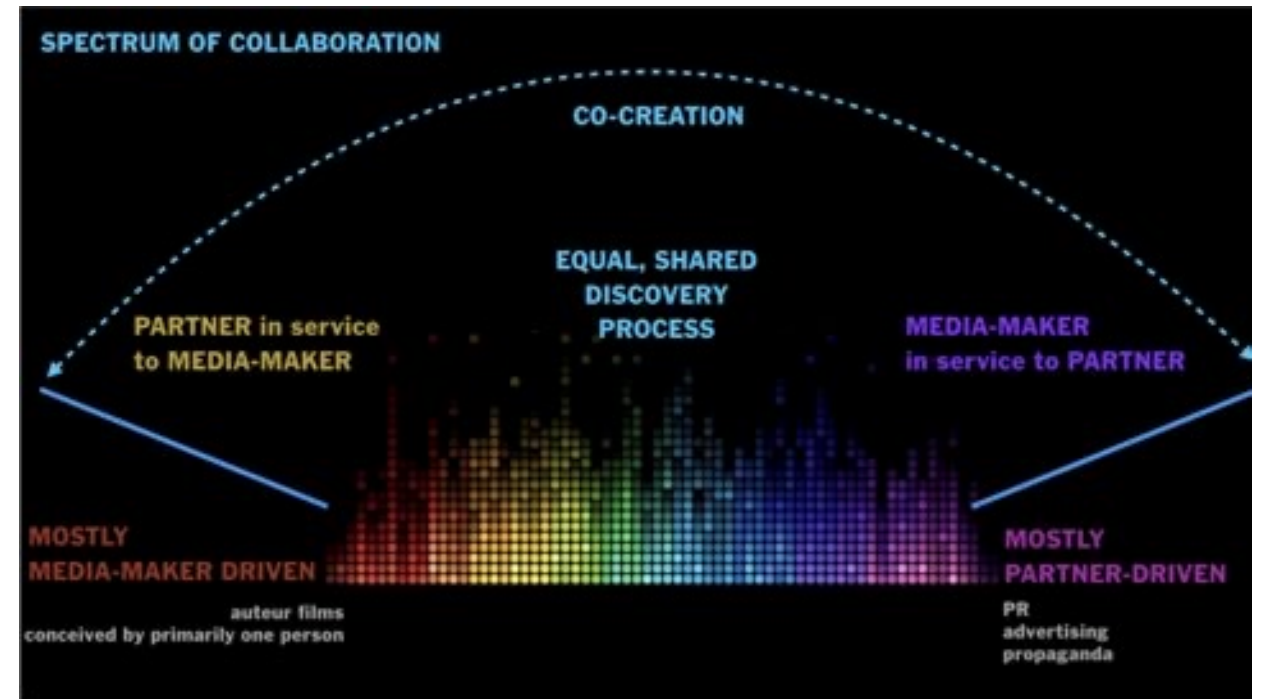 SPECTRUM OF COLLABORATION
CO-CREATION
EQUAL, SHARED
DISCOVERY
PROCESS
PARTNER in service
to MEDIA-MAKER
MEDIA-MAKER
in service to PARTNER
MOSTLY
MEDIA-MAKER DRIVEN
auteur films
conceived by primarily one person
MOSTLY
PARTNER-DRIVEN
PR
advertising
propaganda